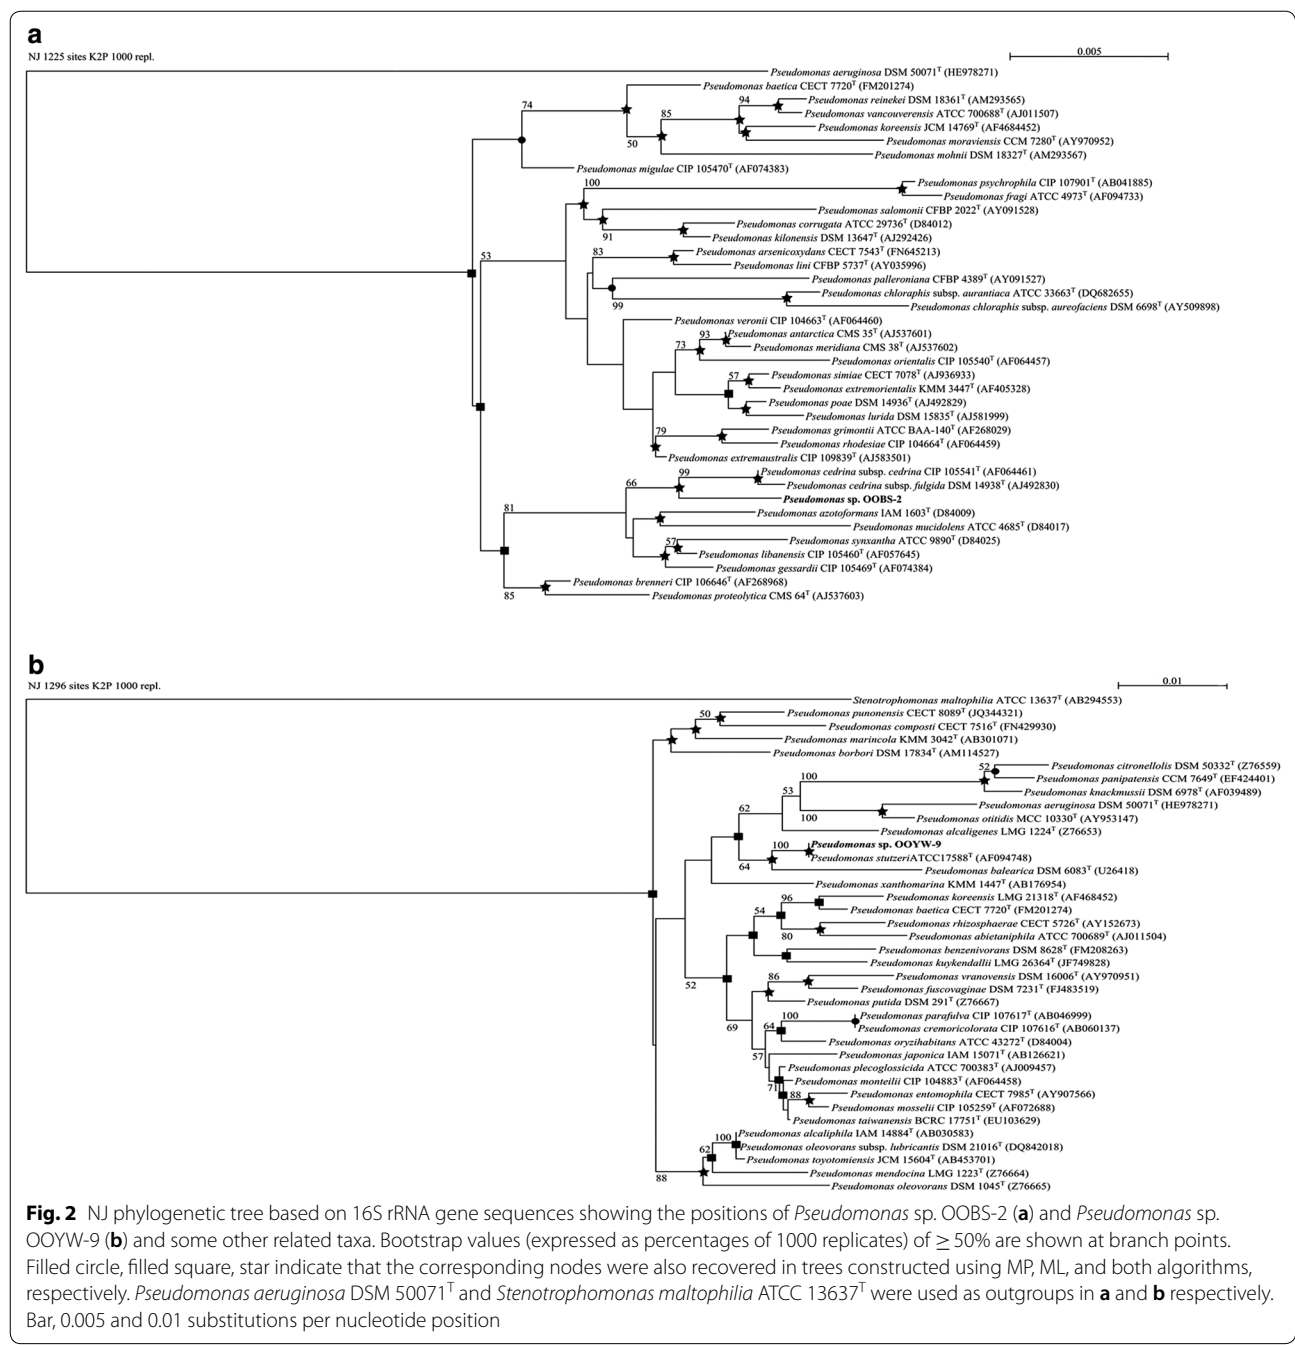 a
NJ 1225 sites K2P 1000 repl.
0.005
Pseudomonas aeruginosa DSM 50071T (HE978271)
Pseudomonas baetica CECT 7720T (FM201274)
74
94
Pseudomonas reinekei DSM 18361T (AM293565)
85
Pseudomonas vancouverensis ATCC 700688T (AJ011507)
Pseudomonas koreensis JCM 14769T (AF4684452)
50
Pseudomonas moraviensis CCM 7280T (AY970952)
Pseudomonas mohnii DSM 18327T (AM293567)
Pseudomonas migulae CIP 105470T (AF074383)
100
Pseudomonas psychrophila CIP 107901T (AB041885)
Pseudomonas fragi ATCC 4973T (AF094733)
Pseudomonas salomonii CFBP 2022T (AY091528)
Pseudomonas corrugata ATCC 29736T (D84012)
91
Pseudomonas kilonensis DSM 13647T (AJ292426)
53
83
Pseudomonas arsenicoxydans CECT 7543T (FN645213)
Pseudomonas lini CFBP 5737T (AY035996)
Pseudomonas palleroniana CFBP 4389T (AY091527)
Pseudomonas chloraphis subsp. aurantiaca ATCC 33663T (DQ682655)
99
Pseudomonas chloraphis subsp. aureofaciens DSM 6698T (AY509898)
Pseudomonas veronii CIP 104663T (AF064460)
93
Pseudomonas antarctica CMS 35T (AJ537601)
73
Pseudomonas meridiana CMS 38T (AJ537602)
Pseudomonas orientalis CIP 105540T (AF064457)
57
Pseudomonas simiae CECT 7078T (AJ936933)
Pseudomonas extremorientalis KMM 3447T (AF405328)
Pseudomonas poae DSM 14936T (AJ492829)
Pseudomonas lurida DSM 15835T (AJ581999)
79
Pseudomonas grimontii ATCC BAA-140T (AF268029)
Pseudomonas rhodesiae CIP 104664T (AF064459)
Pseudomonas extremaustralis CIP 109839T (AJ583501)
99
Pseudomonas cedrina subsp. cedrina CIP 105541T (AF064461)
66
Pseudomonas cedrina subsp. fulgida DSM 14938T (AJ492830)
Pseudomonas sp. OOBS-2
81
Pseudomonas azotoformans IAM 1603T (D84009)
Pseudomonas mucidolens ATCC 4685T (D84017)
57
Pseudomonas synxantha ATCC 9890T (D84025)
Pseudomonas libanensis CIP 105460T (AF057645)
Pseudomonas gessardii CIP 105469T (AF074384)
Pseudomonas brenneri CIP 106646T (AF268968)
85
Pseudomonas proteolytica CMS 64T (AJ537603)
b
NJ 1296 sites K2P 1000 repl.
0.01
Stenotrophomonas maltophilia ATCC 13637T (AB294553)
50
Pseudomonas punonensis CECT 8089T (JQ344321)
Pseudomonas composti CECT 7516T (FN429930)
Pseudomonas marincola KMM 3042T (AB301071)
Pseudomonas borbori DSM 17834T (AM114527)
52
Pseudomonas citronellolis DSM 50332T (Z76559)
100
Pseudomonas panipatensis CCM 7649T (EF424401)
53
Pseudomonas knackmussii DSM 6978T (AF039489)
62
Pseudomonas aeruginosa DSM 50071T (HE978271)
100
Pseudomonas otitidis MCC 10330T (AY953147)
Pseudomonas alcaligenes LMG 1224T (Z76653)
100
Pseudomonas sp. OOYW-9
64
Pseudomonas stutzeriATCC17588T (AF094748)
Pseudomonas balearica DSM 6083T (U26418)
Pseudomonas xanthomarina KMM 1447T (AB176954)
96
Pseudomonas koreensis LMG 21318T (AF468452)
54
Pseudomonas baetica CECT 7720T (FM201274)
Pseudomonas rhizosphaerae CECT 5726T (AY152673)
80
Pseudomonas abietaniphila ATCC 700689T (AJ011504)
Pseudomonas benzenivorans DSM 8628T (FM208263)
Pseudomonas kuykendallii LMG 26364T (JF749828)
52
86
Pseudomonas vranovensis DSM 16006T (AY970951)
Pseudomonas fuscovaginae DSM 7231T (FJ483519)
Pseudomonas putida DSM 291T (Z76667)
69
100
Pseudomonas parafulva CIP 107617T (AB046999)
64
Pseudomonas cremoricolorata CIP 107616T (AB060137)
Pseudomonas oryzihabitans ATCC 43272T (D84004)
57
Pseudomonas japonica IAM 15071T (AB126621)
Pseudomonas plecoglossicida ATCC 700383T (AJ009457)
71
Pseudomonas monteilii CIP 104883T (AF064458)
88
Pseudomonas entomophila CECT 7985T (AY907566)
Pseudomonas mosselii CIP 105259T (AF072688)
Pseudomonas taiwanensis BCRC 17751T (EU103629)
100
Pseudomonas alcaliphila IAM 14884T (AB030583)
62
Pseudomonas oleovorans subsp. lubricantis DSM 21016T (DQ842018)
Pseudomonas toyotomiensis JCM 15604T (AB453701)
88
Pseudomonas mendocina LMG 1223T (Z76664)
Pseudomonas oleovorans DSM 1045T (Z76665)
Fig. 2 NJ phylogenetic tree based on 16S rRNA gene sequences showing the positions of Pseudomonas sp. OOBS-2 (a) and Pseudomonas sp.
OOYW-9 (b) and some other related taxa. Bootstrap values (expressed as percentages of 1000 replicates) of ≥ 50% are shown at branch points.
Filled circle, filled square, star indicate that the corresponding nodes were also recovered in trees constructed using MP, ML, and both algorithms,
respectively. Pseudomonas aeruginosa DSM 50071T and Stenotrophomonas maltophilia ATCC 13637T were used as outgroups in a and b respectively.
Bar, 0.005 and 0.01 substitutions per nucleotide position